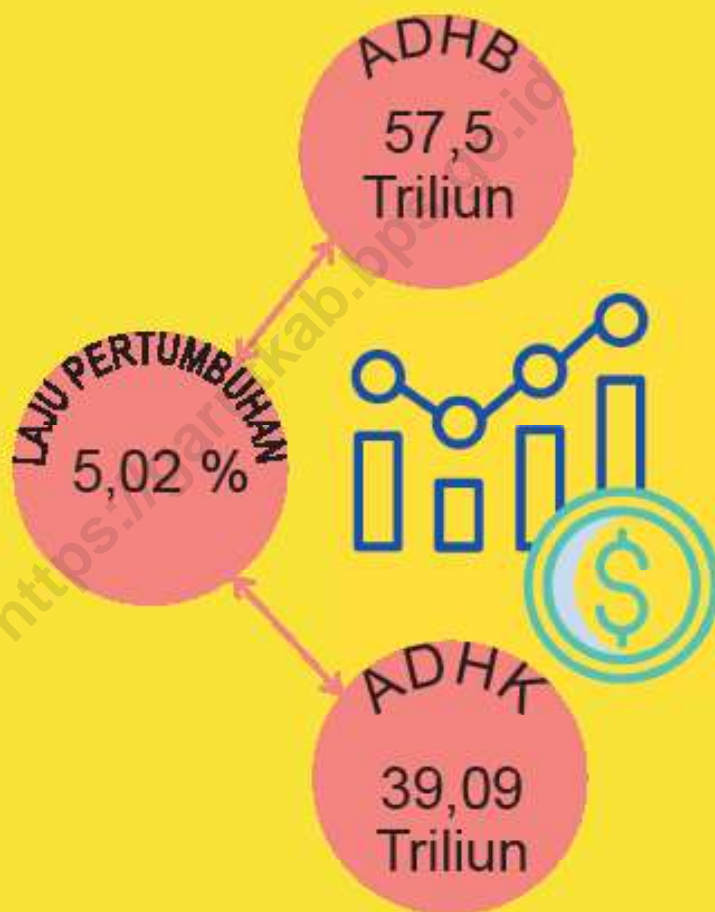 ADHB
57,5
Triliun
LAJU PERTUMBUHAN
5,02 %
ADHK
39,09
Triliun